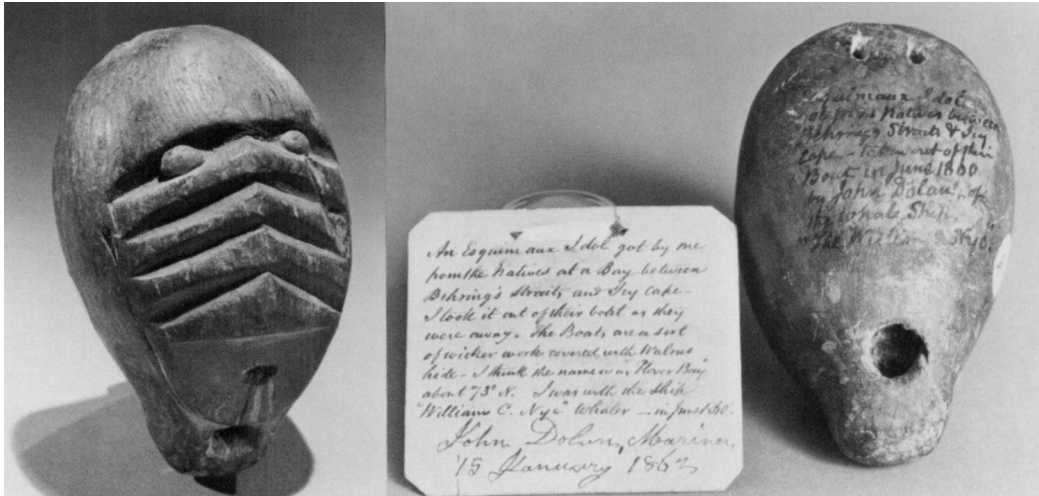 An Esquimaux Idol got by me
from the Natives at a Bay between
Behring's Straits and Icy Cape -
I took it out of their boat as they
were away. The Boats are a sort
of wicker work covered with Walrus
hide - I think the name was "Plover Bay"
about 73° N. I was with the ship
"William C. Nye" Whaler - in June
John Dolan, Mariner,
15 January, 1862
Esquimaux Idol
got from Natives between
Behring's Straits & Icy
Cape - taken out of their
Boat in June 1860
by John Dolan, of
the whale Ship,
"The William C. Nye"